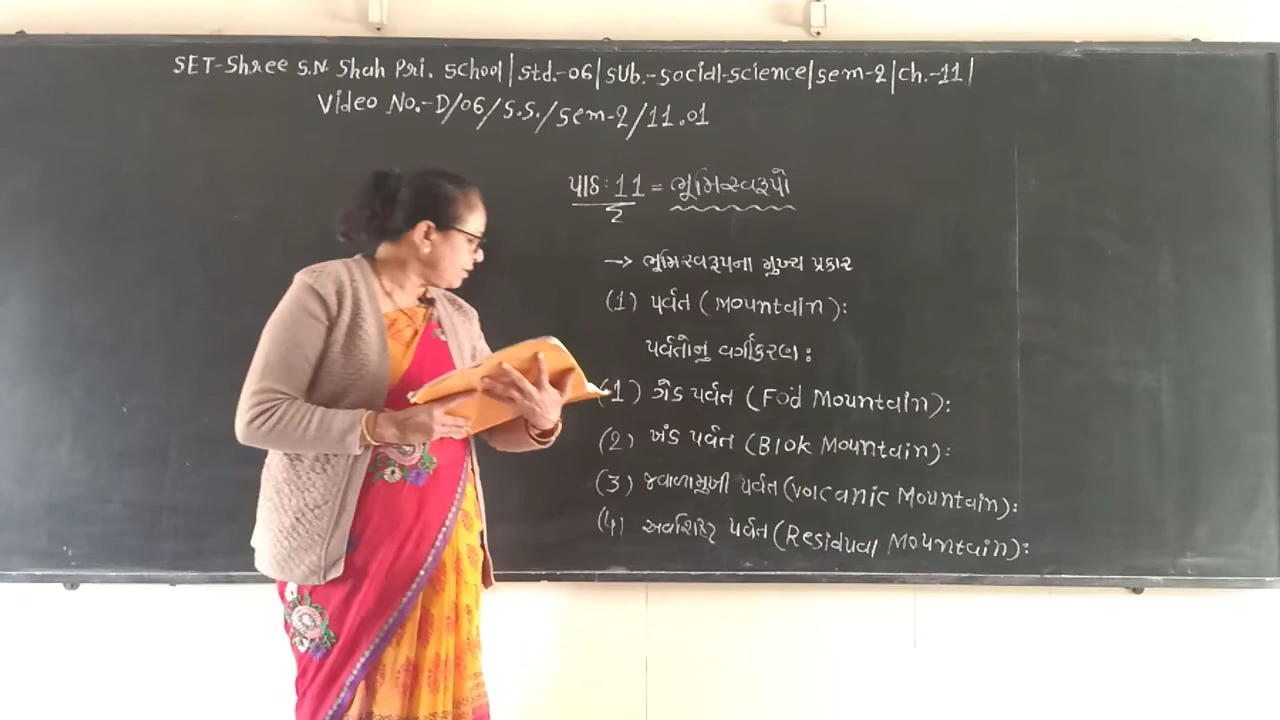 SET-Shree S.N. Shah Pri. School|Std.-06|SUb.-Social-Science|Sem-2|Ch.-11|
Video No.-D/06/S.S./Sem-2/11.01
પાઠ:11 = ભૂમિસ્વરૂપો
→ ભૂમિસ્વરૂપના મુખ્ય પ્રકાર
(1) પર્વત (Mountain):
પર્વતોનું વર્ગીકરણ:
(1) ગેડ પર્વત (Fod Mountain):
(2) ખંડ પર્વત (Blok Mountain):
(3) જવાળામુખી પર્વત (Volcanic Mountain):
(4) અવશિષ્ટ પર્વત (Residual Mountain):